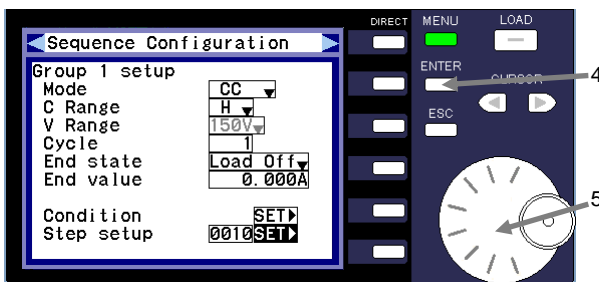 DIRECT MENU LOAD
Sequence Configuration
Group 1 setup
Mode CC
C Range H
V Range 150V
Cycle 1
End state Load Off
End value 0.000A
Condition SET
Step setup 0010 SET
ENTER
CURSOR
ESC
4
5